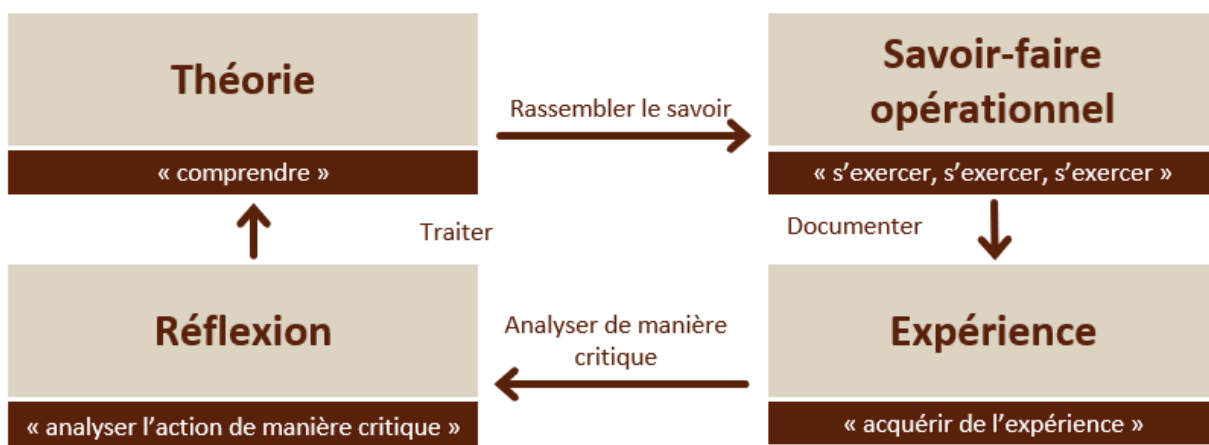 Théorie
« comprendre »
Rassembler le savoir
Savoir-faire
opérationnel
« s’exercer, s’exercer, s’exercer »
Traiter
Documenter
Réflexion
« analyser l’action de manière critique »
Analyser de manière
critique
Expérience
« acquérir de l’expérience »